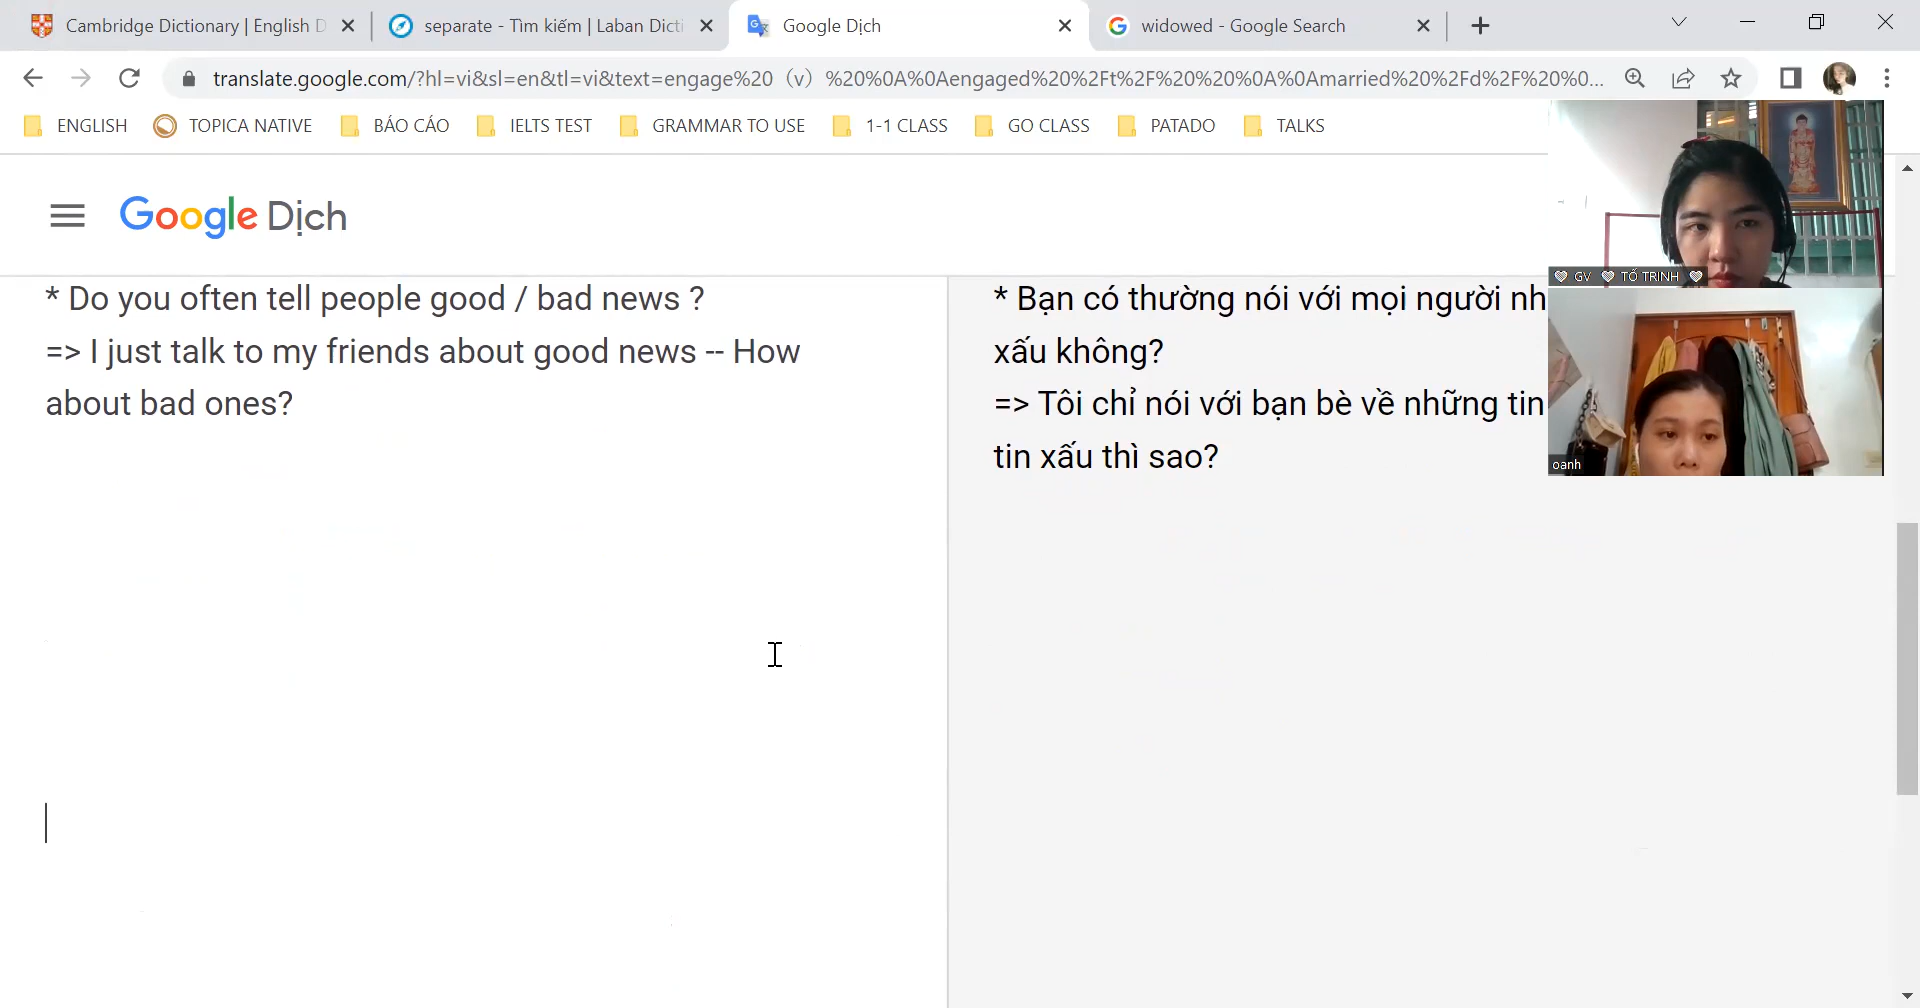 Cambridge Dictionary | English D
separate - Tìm kiếm | Laban Dicti
Google Dịch
widowed - Google Search
translate.google.com/?hl=vi&sl=en&tl=vi&text=engage%20 (v) %20%0A%0Aengaged%20%2Ft%2F%20%20%0A%0Amarried%20%2Fd%2F%20%0...
ENGLISH
TOPICA NATIVE
BÁO CÁO
IELTS TEST
GRAMMAR TO USE
1-1 CLASS
GO CLASS
PATADO
TALKS
Google Dịch
* Do you often tell people good / bad news ?
=> I just talk to my friends about good news -- How
about bad ones?
* Bạn có thường nói với mọi người nh
xấu không?
=> Tôi chỉ nói với bạn bè về những tin
tin xấu thì sao?
GV TỐ TRINH
oanh